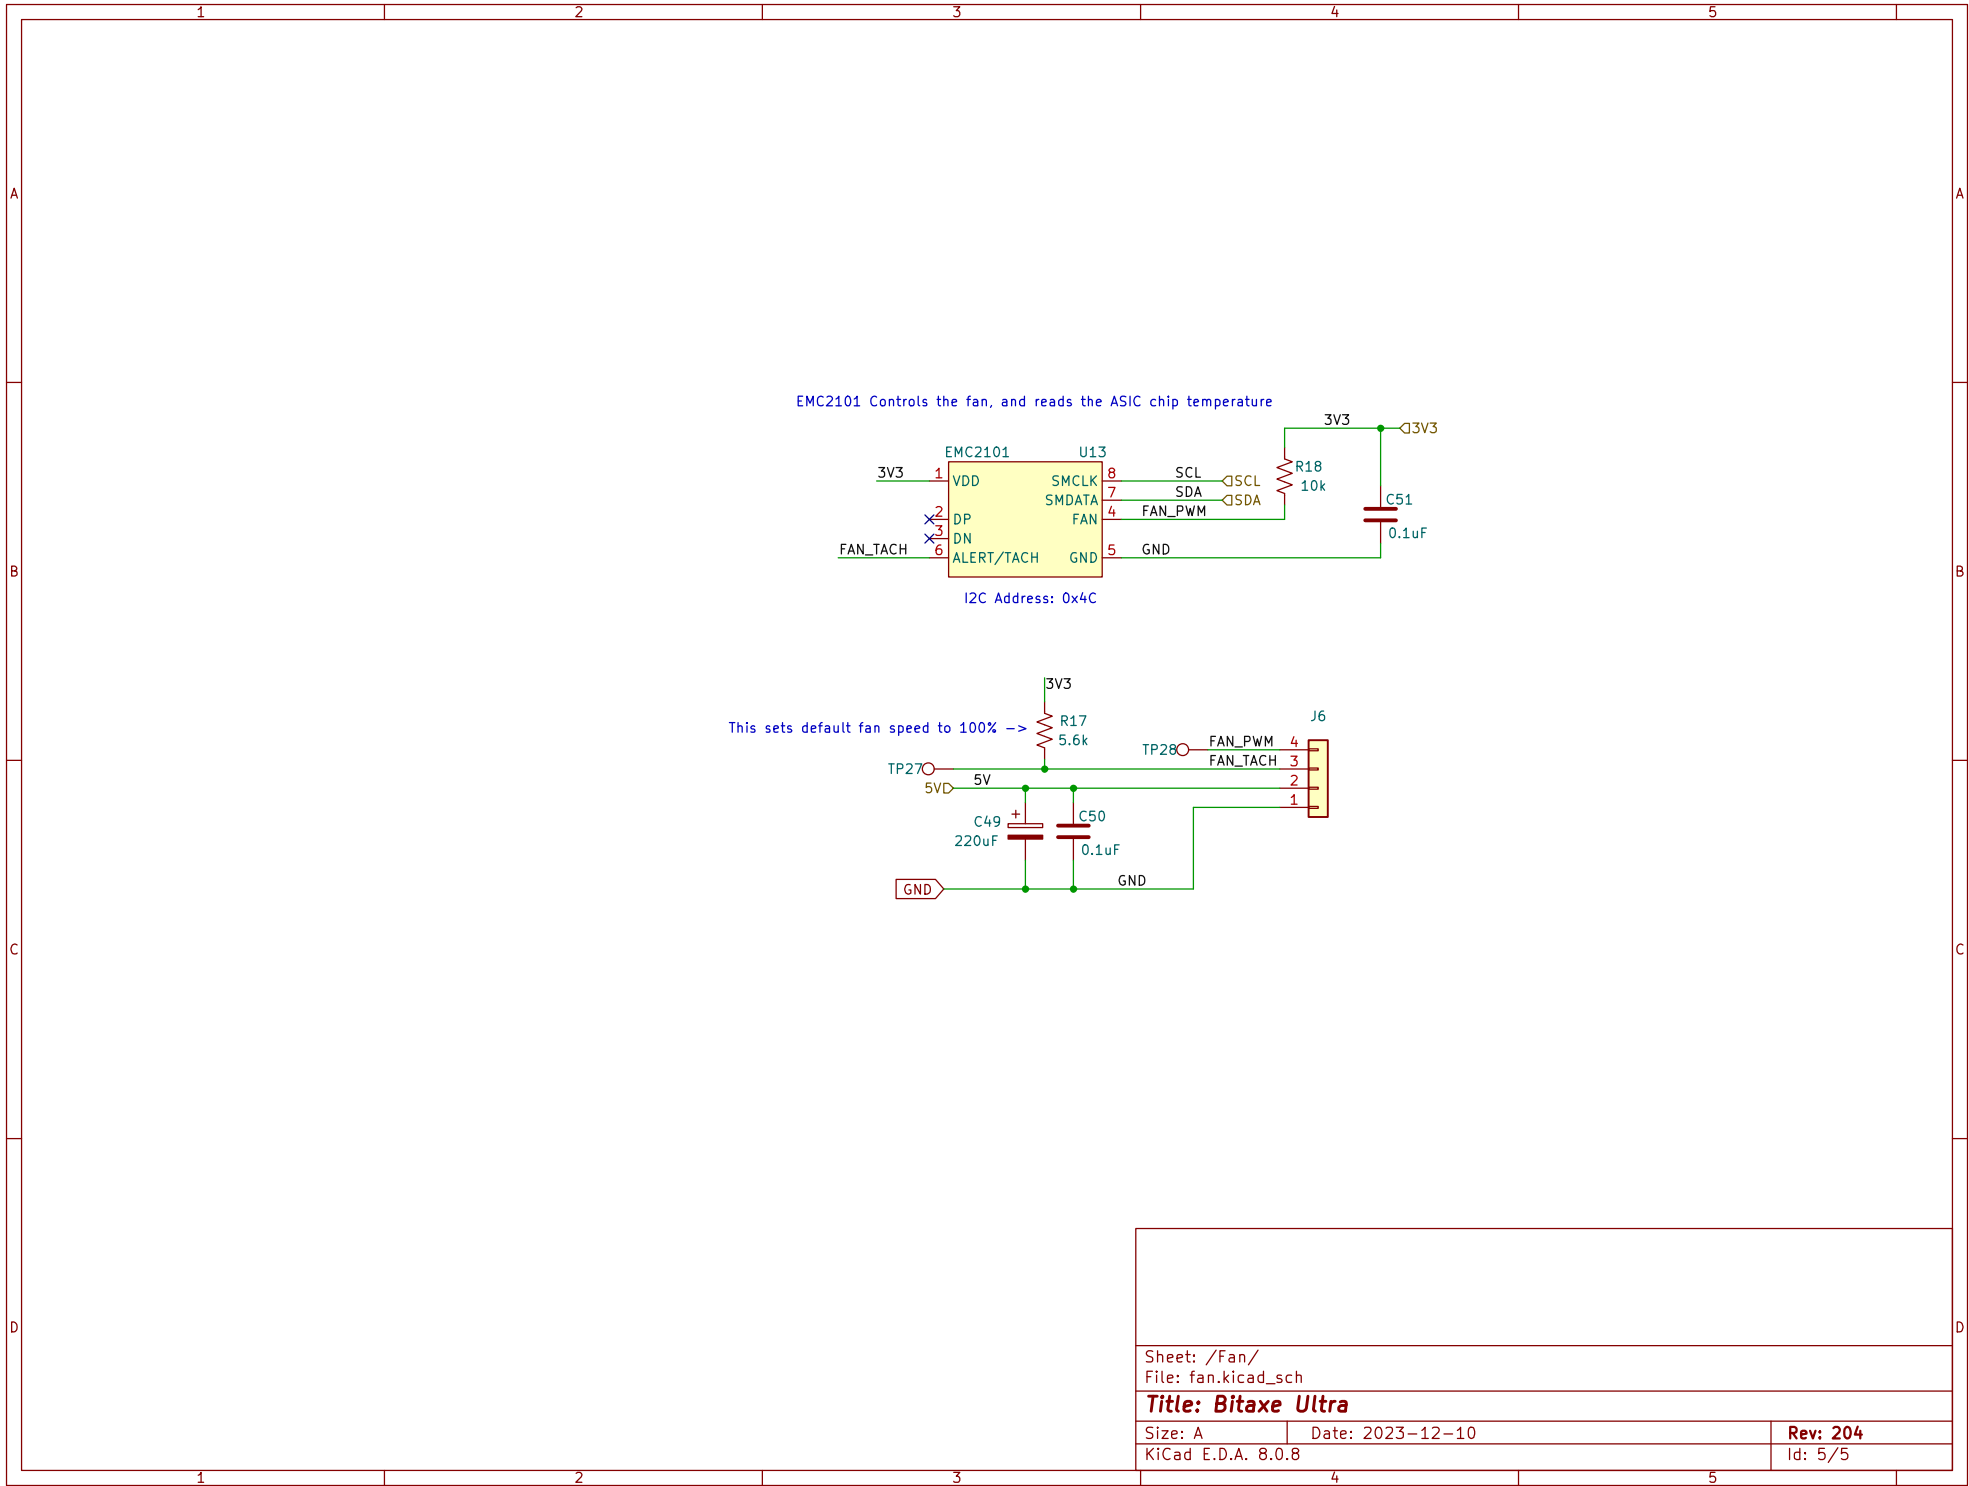 1 2 3 4 5
A A
EMC2101 Controls the fan, and reads the ASIC chip temperature
3V3 3V3
EMC2101 U13
R18
10k
3V3 1 VDD SMCLK 8 SCL SCL
SMDATA 7 SDA SDA
C51
2 DP FAN 4 FAN_PWM
0.1uF
3 DN
FAN_TACH 6 ALERT/TACH GND 5 GND
B B
I2C Address: 0x4C
3V3
J6
R17
This sets default fan speed to 100% ->
5.6k
TP28 FAN_PWM 4
TP27 FAN_TACH 3
5V 5V 2
1
+
C49 C50
220uF 0.1uF
GND GND
C C
D D
Sheet: /Fan/
File: fan.kicad_sch
Title: Bitaxe Ultra
Size: A Date: 2023-12-10 Rev: 204
KiCad E.D.A. 8.0.8 Id: 5/5
1 2 3 4 5